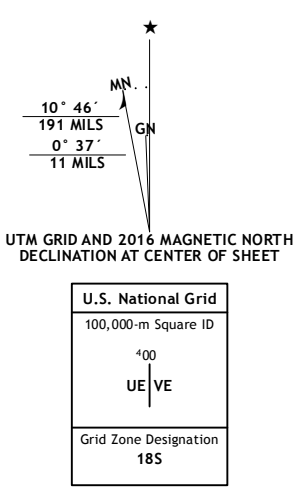 ★
MN
10° 46´
191 MILS
GN
0° 37´
11 MILS
UTM GRID AND 2016 MAGNETIC NORTH
DECLINATION AT CENTER OF SHEET
U.S. National Grid
100,000-m Square ID
⁴00
UE VE
Grid Zone Designation
18S